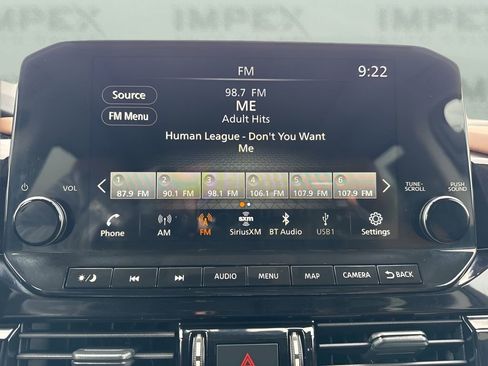 IMPEX
FM
9:22
Source
98.7 FM
ME
FM Menu
Adult Hits
Human League - Don't You Want
Me
1 2 3 4 5 6
87.9 FM 90.1 FM 98.1 FM 106.1 FM 107.9 FM 107.9 FM
VOL
TUNE-
SCROLL
PUSH
SOUND
Phone AM FM sxm SiriusXM BT Audio USB1 Settings
AUDIO MENU MAP CAMERA BACK
IMPEX